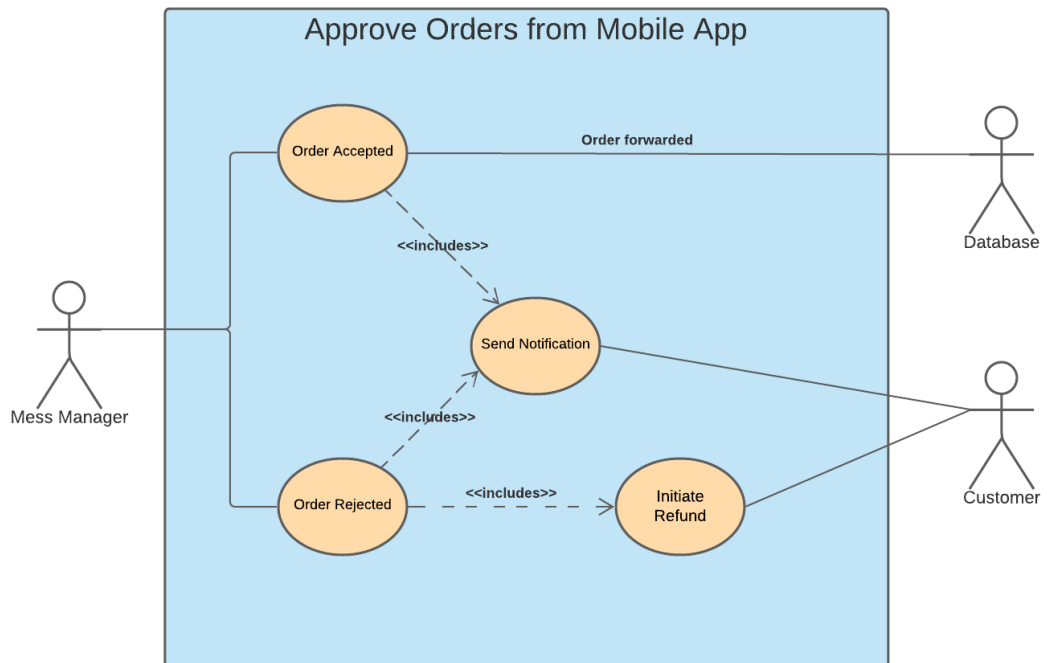 Approve Orders from Mobile App
Order Accepted
Order forwarded
Database
<<includes>>
Mess Manager
Send Notification
<<includes>>
Customer
Order Rejected
<<includes>>
Initiate
Refund